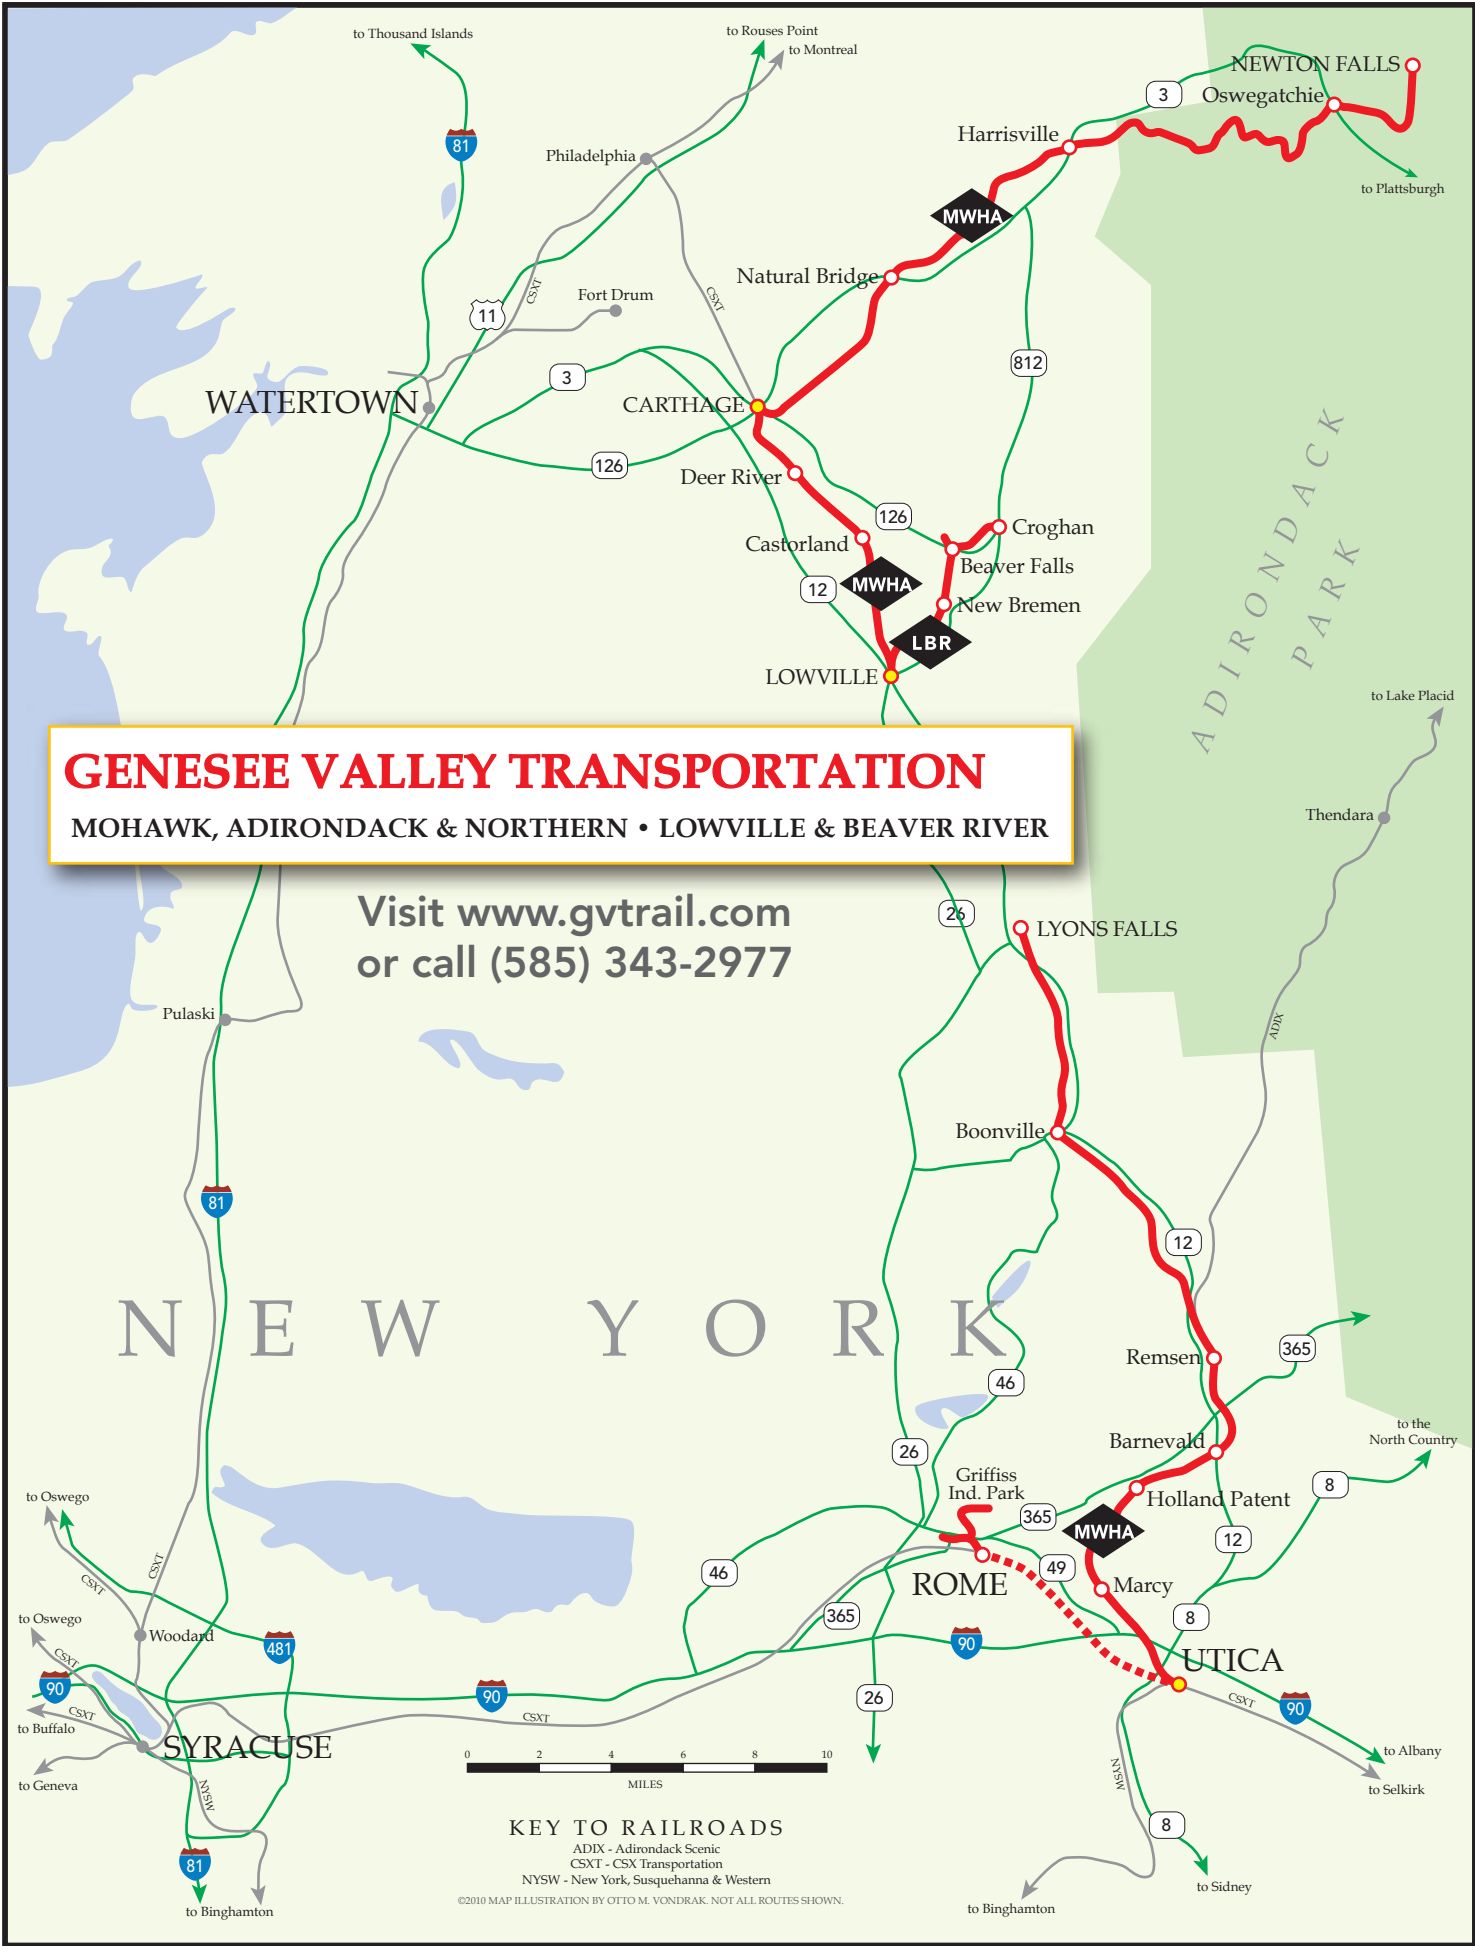 to Thousand Islands
to Rouses Point
to Montreal
NEWTON FALLS
3
Oswegatchie
81
Harrisville
Philadelphia
to Plattsburgh
MWHA
Natural Bridge
CSXT
CSXT
Fort Drum
11
812
3
WATERTOWN
CARTHAGE
126
Deer River
126
Croghan
Castorland
Beaver Falls
MWHA
12
New Bremen
LBR
LOWVILLE
ADIRONDACK
PARK
to Lake Placid
GENESEE VALLEY TRANSPORTATION
MOHAWK, ADIRONDACK & NORTHERN • LOWVILLE & BEAVER RIVER
Thendara
Visit www.gvtrail.com
or call (585) 343-2977
26
LYONS FALLS
Pulaski
ADIX
Boonville
81
12
NEW YORK
Remsen
365
46
26
Barnevald
to the
North Country
Griffiss
Ind. Park
8
Holland Patent
to Oswego
365
MWHA
12
CSXT
CSXT
46
49
ROME
Marcy
365
8
to Oswego
Woodard
481
90
UTICA
CSXT
90
90
26
CSXT
90
to Buffalo
CSXT
CSXT
SYRACUSE
to Albany
0 2 4 6 8 10
MILES
to Geneva
NYSW
NYSW
to Selkirk
KEY TO RAILROADS
ADIX - Adirondack Scenic
CSXT - CSX Transportation
NYSW - New York, Susquehanna & Western
8
81
to Sidney
©2010 MAP ILLUSTRATION BY OTTO M. VONDRAK. NOT ALL ROUTES SHOWN.
to Binghamton
to Binghamton